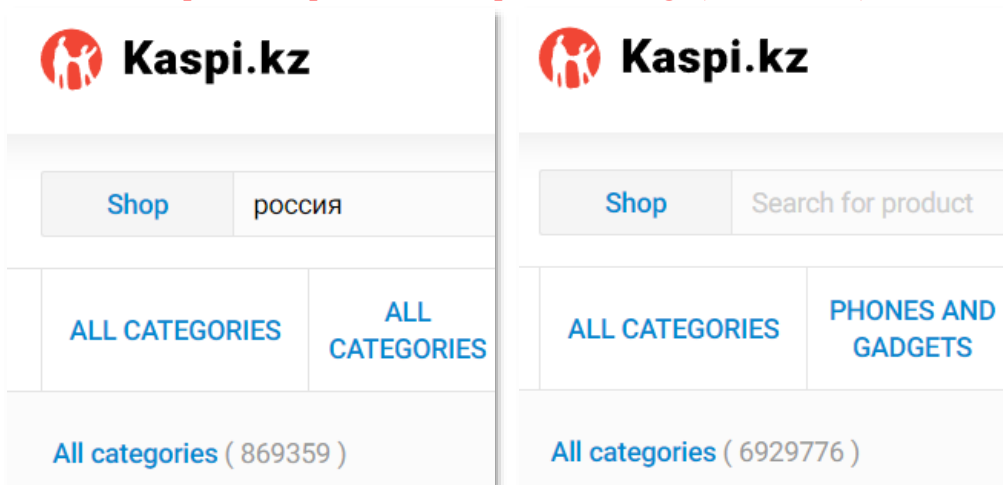 Kaspi.kz
Shop
россия
ALL CATEGORIES
ALL
CATEGORIES
All categories ( 869359 )
Kaspi.kz
Shop
Search for product
ALL CATEGORIES
PHONES AND
GADGETS
All categories ( 6929776 )